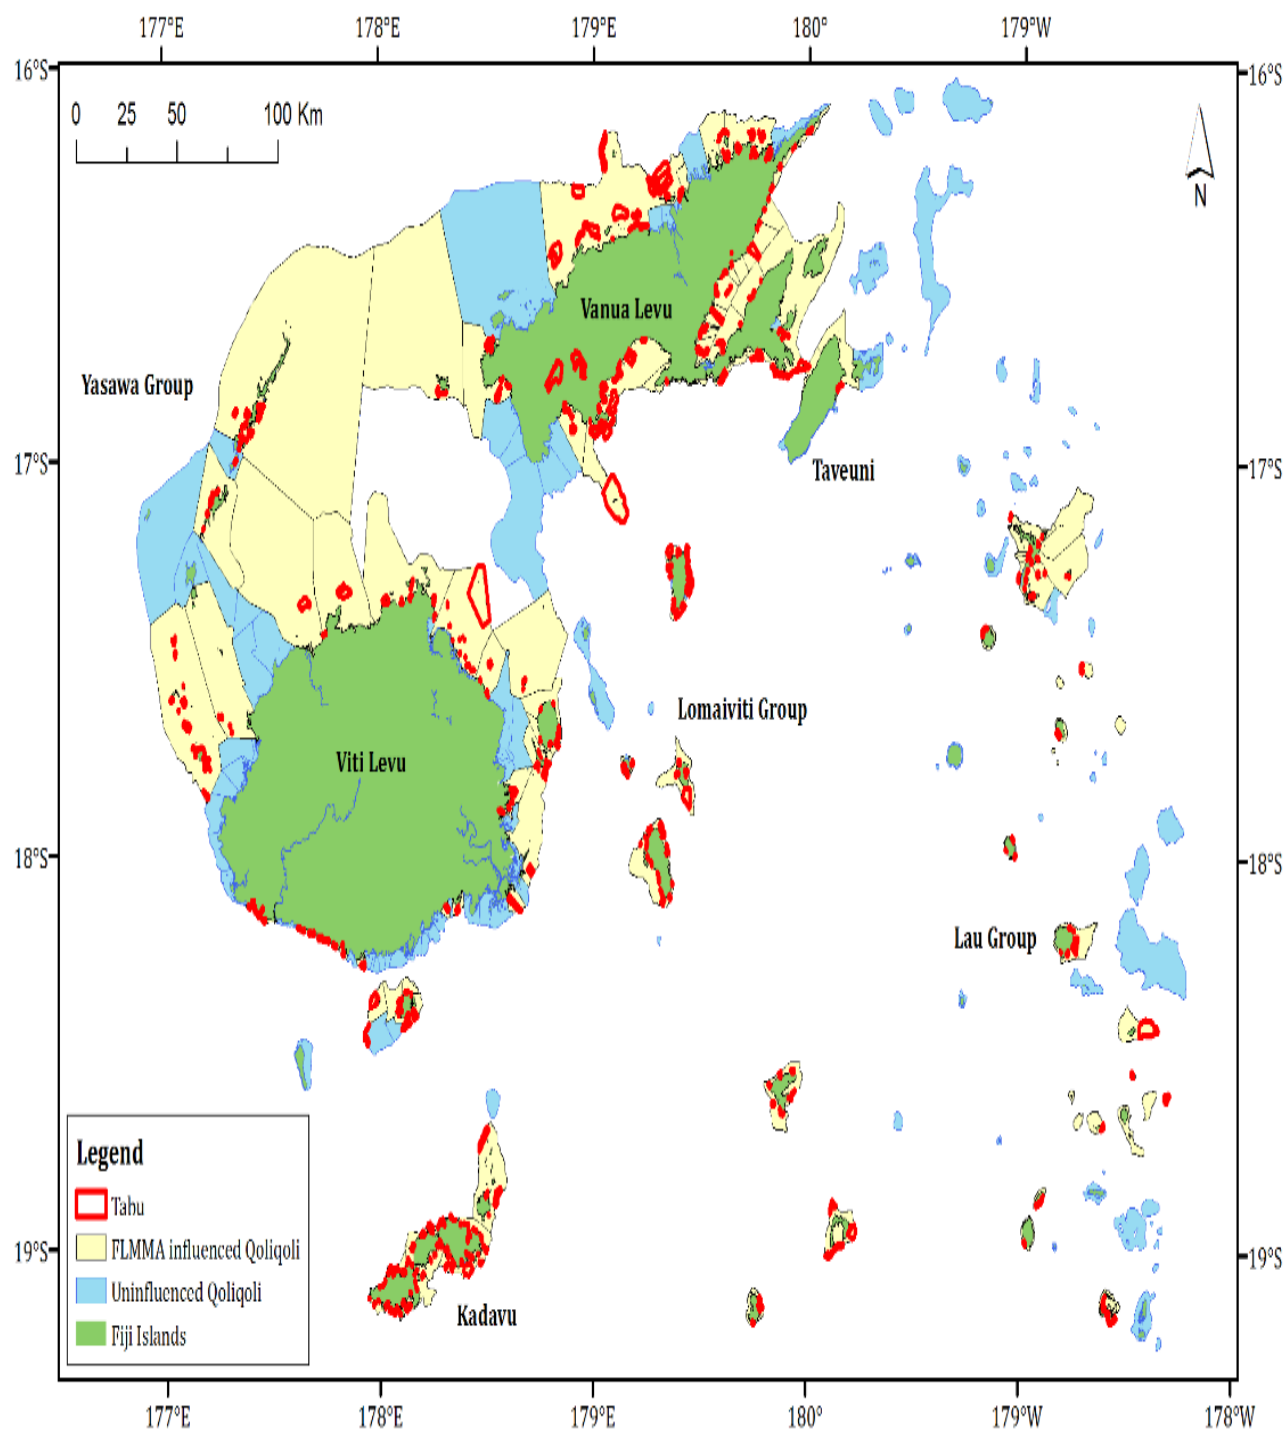 177°E 178°E 179°E 180° 179°W
16°S 16°S
0 25 50 100 Km
N
Vanua Levu
Yasawa Group
17°S 17°S
Taveuni
Lomaiviti Group
Viti Levu
18°S 18°S
Lau Group
Legend
Tabu
FLMMA influenced Qoliqoli
19°S 19°S
Uninfluenced Qoliqoli
Kadavu
Fiji Islands
177°E 178°E 179°E 180° 179°W 178°W